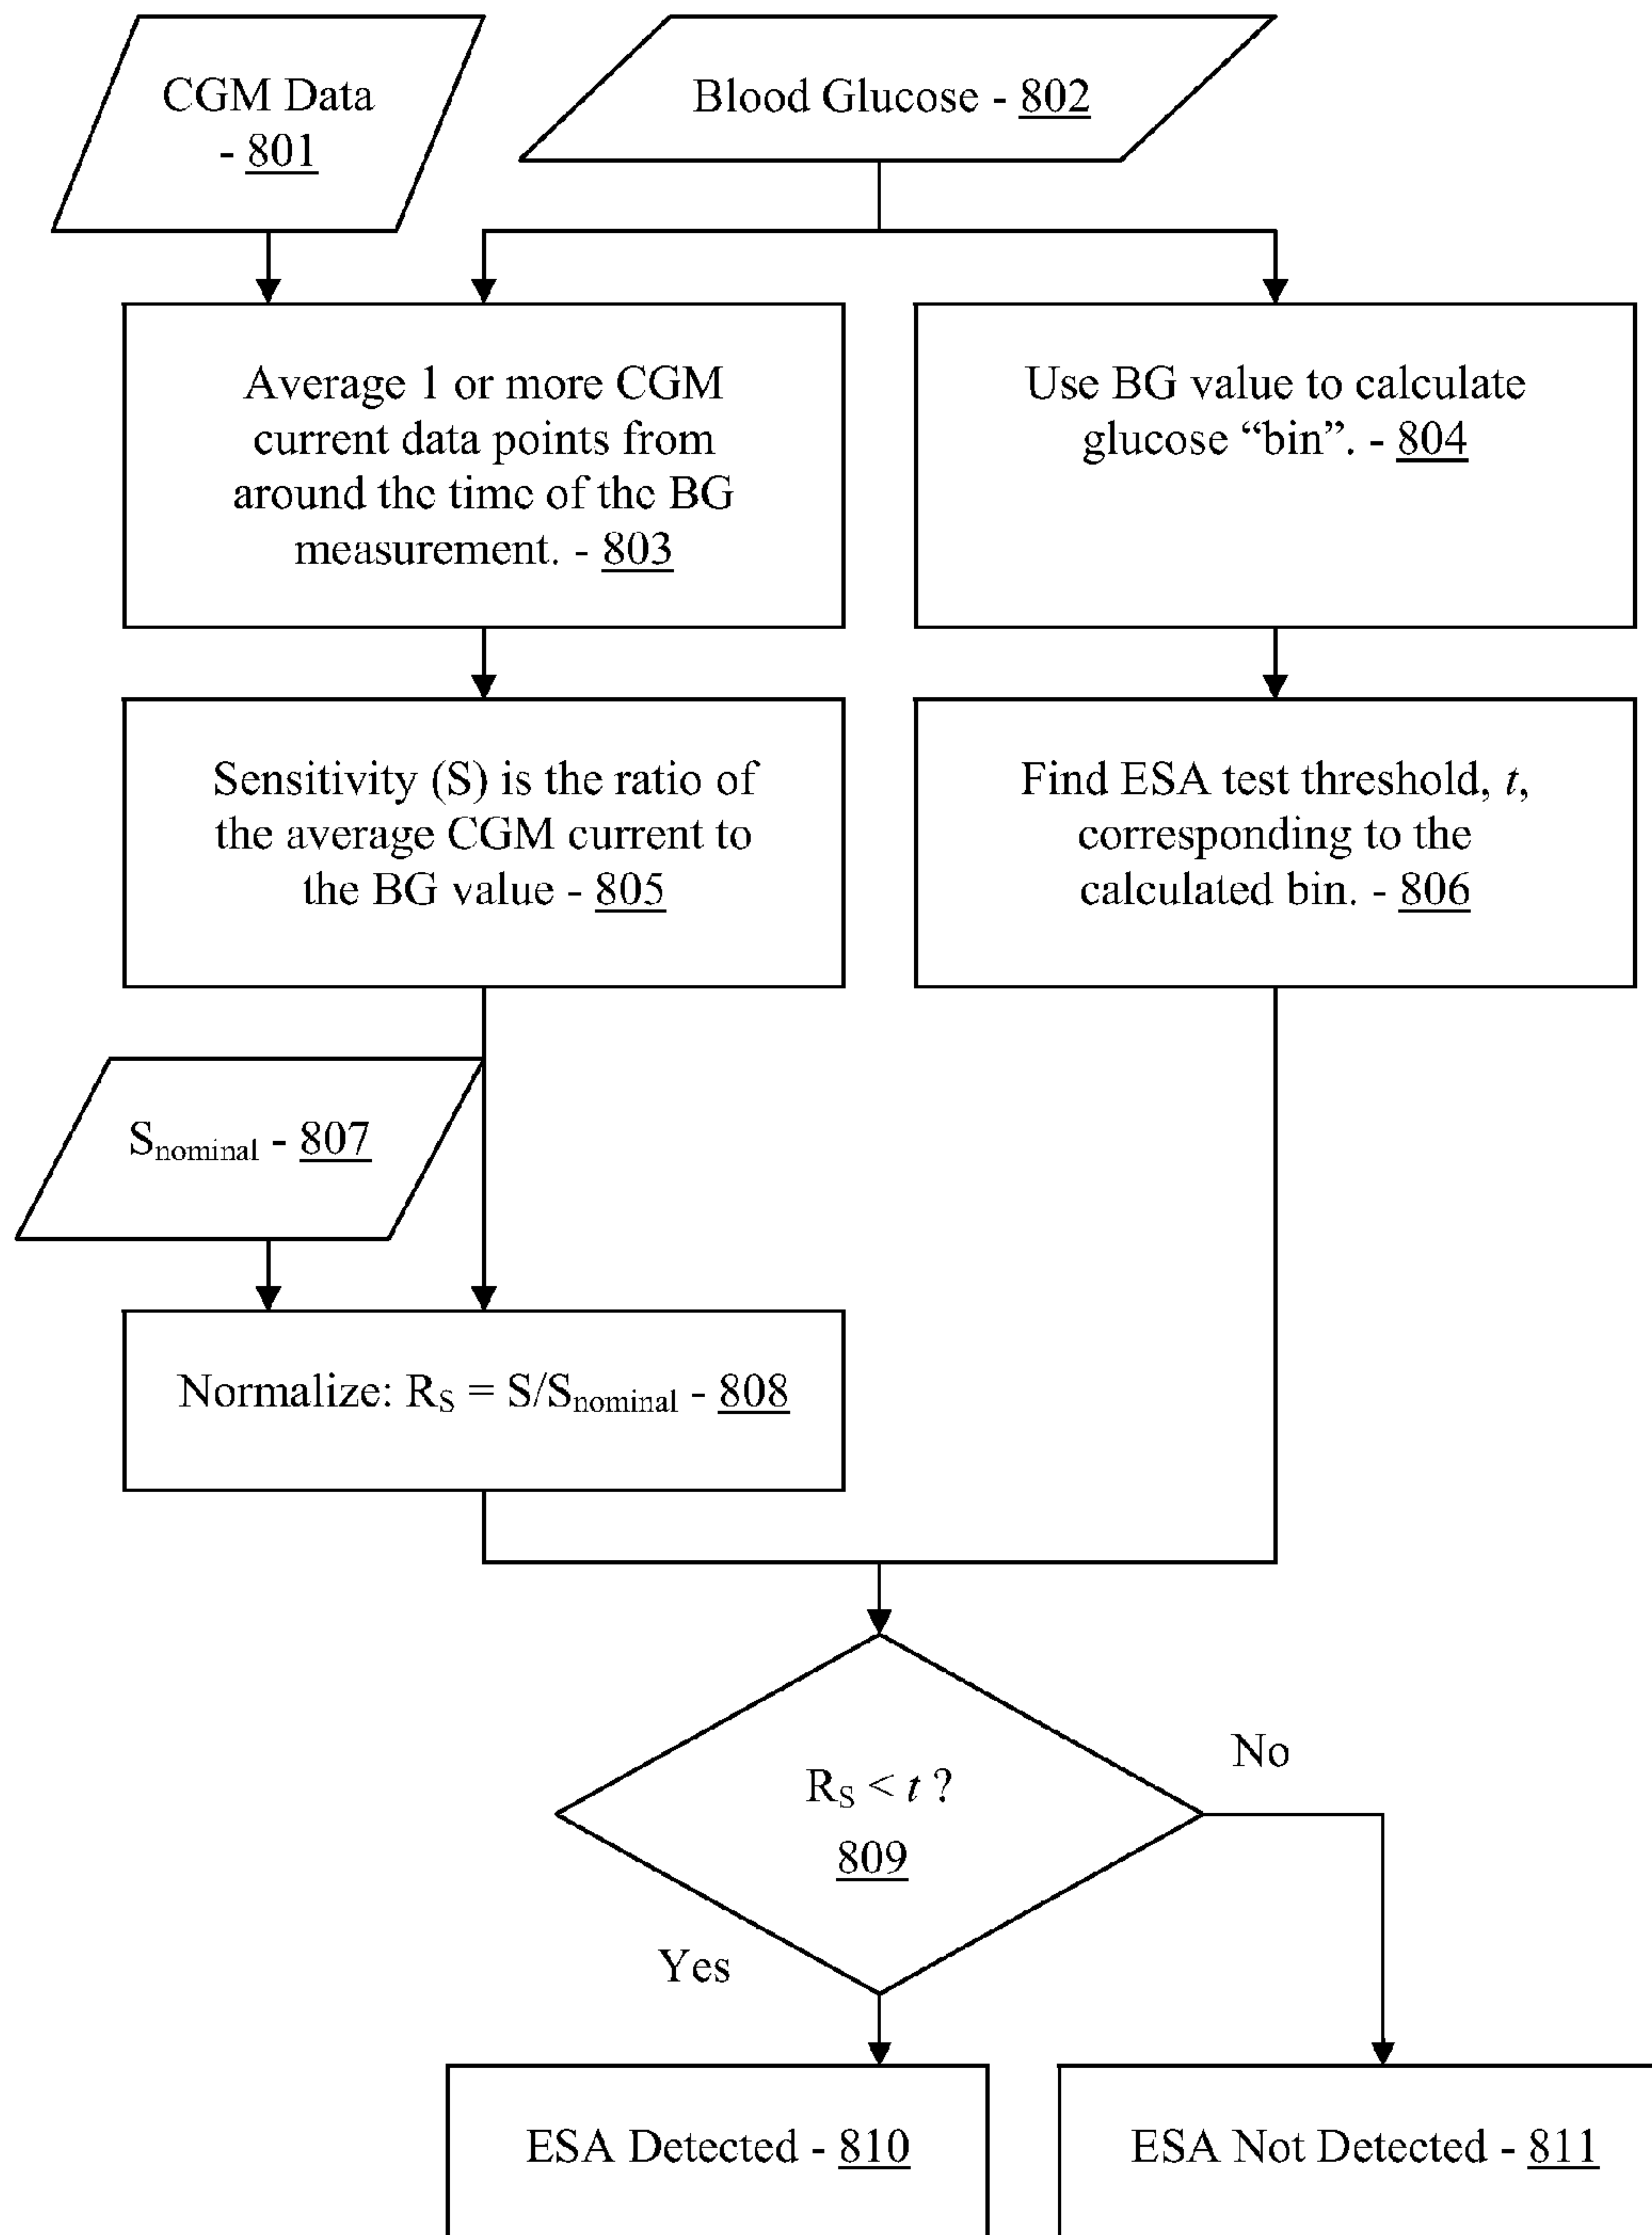 CGM Data
- 801
Blood Glucose - 802
Average 1 or more CGM
current data points from
around the time of the BG
measurement. - 803
Use BG value to calculate
glucose “bin”. - 804
Sensitivity (S) is the ratio of
the average CGM current to
the BG value - 805
Find ESA test threshold, t,
corresponding to the
calculated bin. - 806
Snominal - 807
Normalize: RS = S/Snominal - 808
RS < t ?
809
No
Yes
ESA Detected - 810
ESA Not Detected - 811